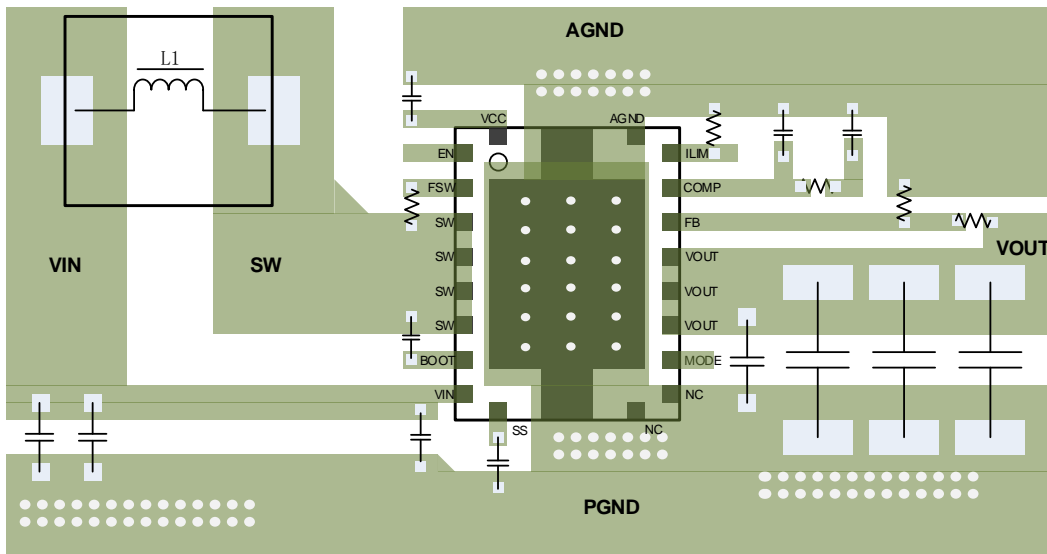 AGND
L1
VCC
AGND
EN
ILIM
FSW
COMP
SW
FB
VIN
SW
SW
VOUT
VOUT
SW
VOUT
SW
VOUT
BOOT
MODE
VIN
NC
SS
NC
PGND